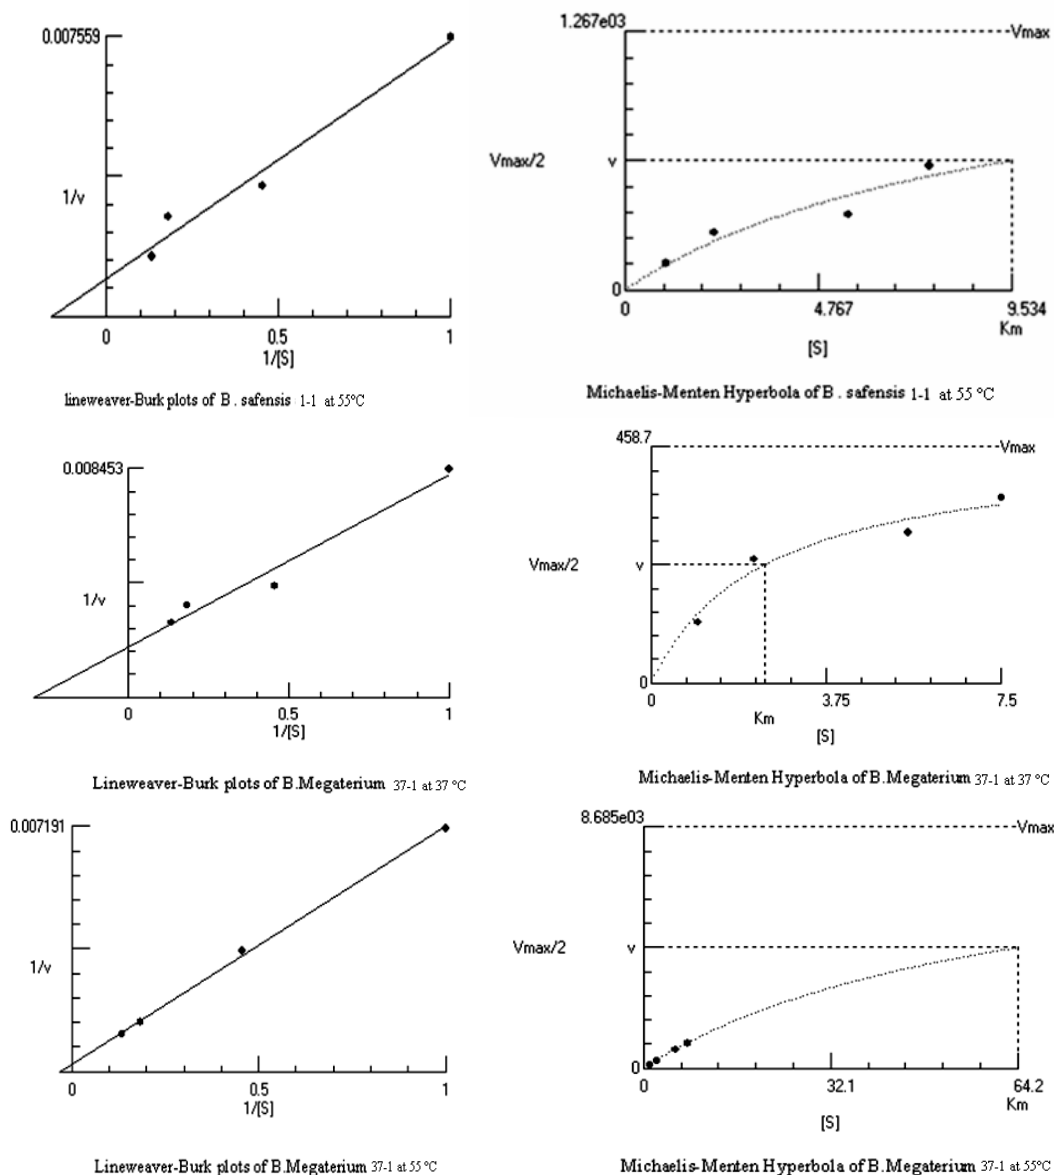 0.007559
1/v
0
0.5
1
1/[S]
lineweaver-Burk plots of B . safensis 1-1 at 55°C
1.267e03
Vmax
Vmax/2
v
0
0
4.767
9.534
Km
[S]
Michaelis-Menten Hyperbola of B . safensis 1-1 at 55 °C
0.008453
1/v
0
0.5
1
1/[S]
Lineweaver-Burk plots of B.Megaterium 37-1 at 37 °C
458.7
Vmax
Vmax/2
v
0
0
3.75
7.5
Km
[S]
Michaelis-Menten Hyperbola of B.Megaterium 37-1 at 37 °C
0.007191
1/v
0
0.5
1
1/[S]
Lineweaver-Burk plots of B.Megaterium 37-1 at 55 °C
8.685e03
Vmax
Vmax/2
v
0
0
32.1
64.2
Km
[S]
Michaelis-Menten Hyperbola of B.Megaterium 37-1 at 55°C